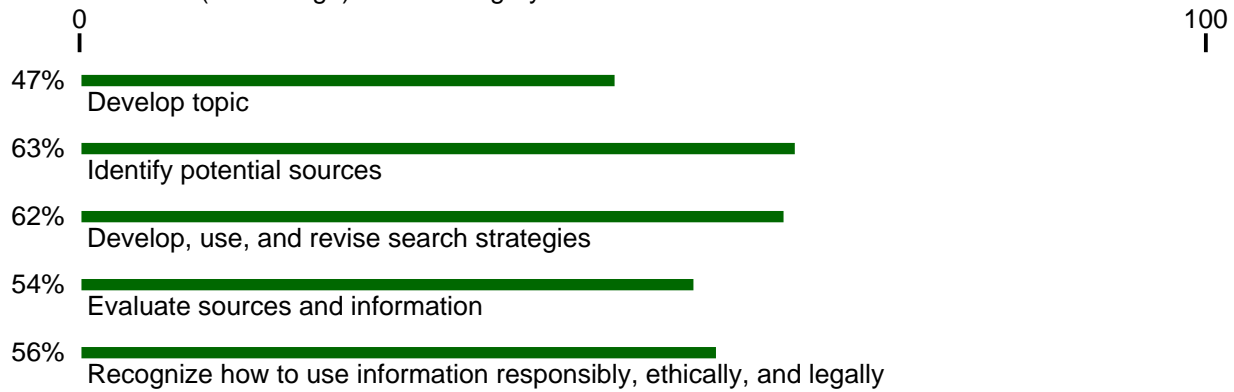 0 100
47%
Develop topic
63%
Identify potential sources
62%
Develop, use, and revise search strategies
54%
Evaluate sources and information
56%
Recognize how to use information responsibly, ethically, and legally